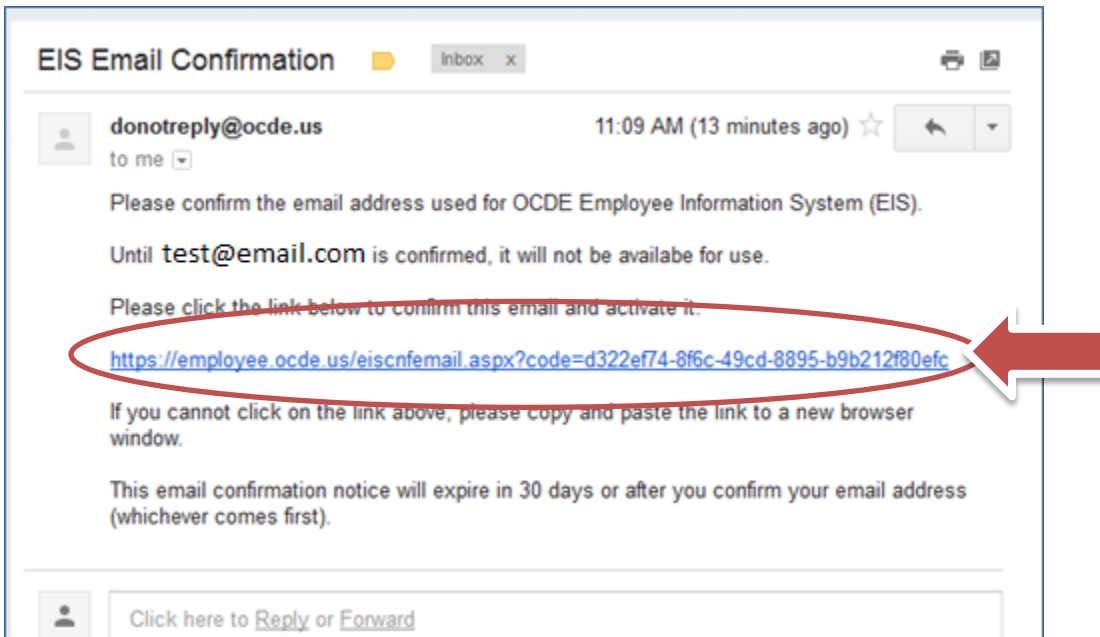 EIS Email Confirmation Inbox x
donotreply@ocde.us 11:09 AM (13 minutes ago)
to me
Please confirm the email address used for OCDE Employee Information System (EIS).
Until test@email.com is confirmed, it will not be availabe for use.
Please click the link below to confirm this email and activate it.
https://employee.ocde.us/eiscnfemail.aspx?code=d322ef74-8f6c-49cd-8895-b9b212f80efc
If you cannot click on the link above, please copy and paste the link to a new browser
window.
This email confirmation notice will expire in 30 days or after you confirm your email address
(whichever comes first).
Click here to Reply or Forward